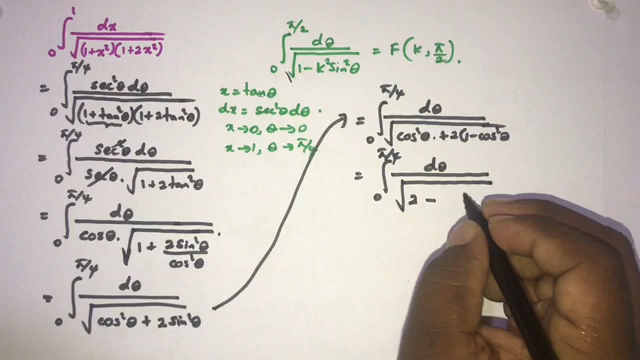 ∫₀¹ dx / √((1+x²)(1+2x²))
= ∫₀^π/4 sec²θ dθ / √((1+tan²θ)(1+2tan²θ))
= ∫₀^π/4 sec²θ dθ / secθ · √(1+2tan²θ)
= ∫₀^π/4 dθ / cosθ · √(1 + 2sin²θ/cos²θ) .
= ∫₀^π/4 dθ / √(cos²θ + 2sin²θ)
∫₀^π/2 dθ / √(1-k²sin²θ) = F(k, π/2).
x = tanθ
dx = sec²θ dθ .
x→0, θ→0
x→1, θ→π/4
= ∫₀^π/4 dθ / √(cos²θ + 2(1-cos²θ
= ∫₀^π/4 dθ / √(2 -